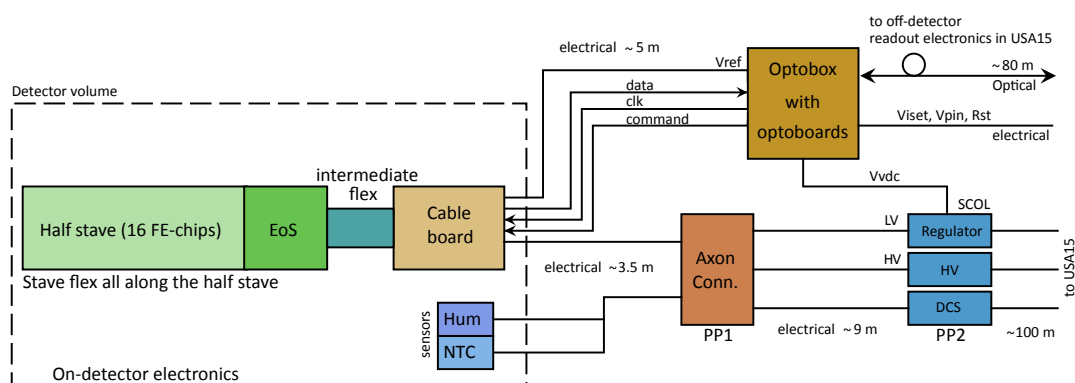 to off-detector
readout electronics in USA15
electrical ~ 5 m
Vref
Optobox
with
optoboards
~80 m
Optical
data
clk
command
Viset, Vpin, Rst
electrical
Detector volume
intermediate
flex
Vvdc
SCOL
Half stave (16 FE-chips)
EoS
Cable
board
LV
Regulator
Axon
Conn.
HV
HV
to USA15
Stave flex all along the half stave
electrical ~3.5 m
sensors
Hum
NTC
DCS
PP1
electrical ~ 9 m
PP2
~100 m
On-detector electronics